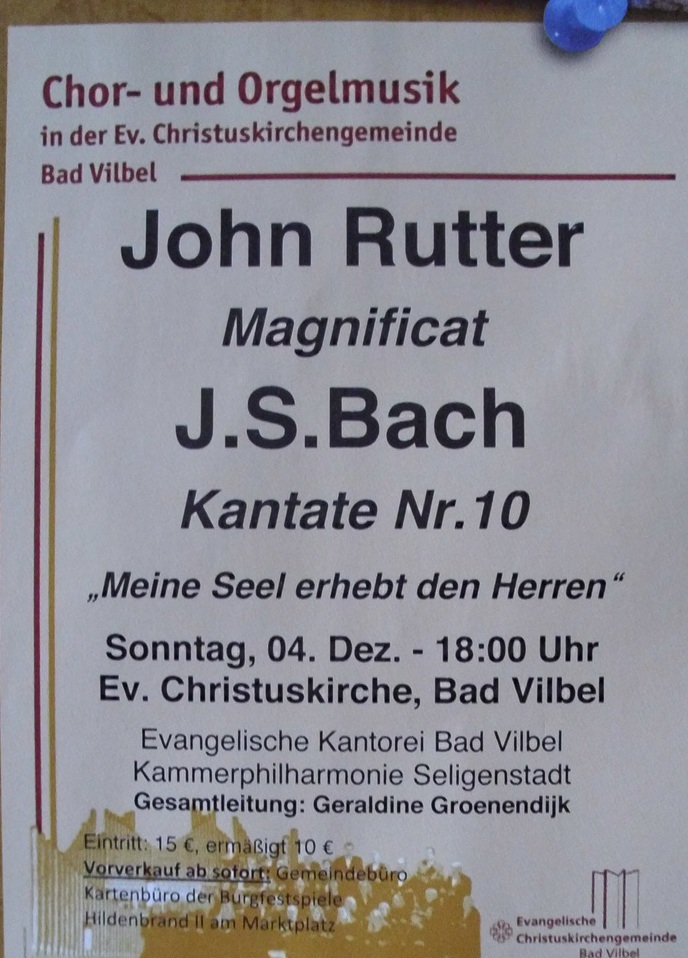 Chor- und Orgelmusik
in der Ev. Christuskirchengemeinde
Bad Vilbel
John Rutter
Magnificat
J.S.Bach
Kantate Nr.10
„Meine Seel erhebt den Herren“
Sonntag, 04. Dez. - 18:00 Uhr
Ev. Christuskirche, Bad Vilbel
Evangelische Kantorei Bad Vilbel
Kammerphilharmonie Seligenstadt
Gesamtleitung: Geraldine Groenendijk
Eintritt: 15 €, ermäßigt 10 €
Vorverkauf ab sofort: Gemeindebüro
Kartenbüro der Burgfestspiele
Hildenbrand II am Marktplatz
Evangelische
Christuskirchengemeinde
Bad Vilbel